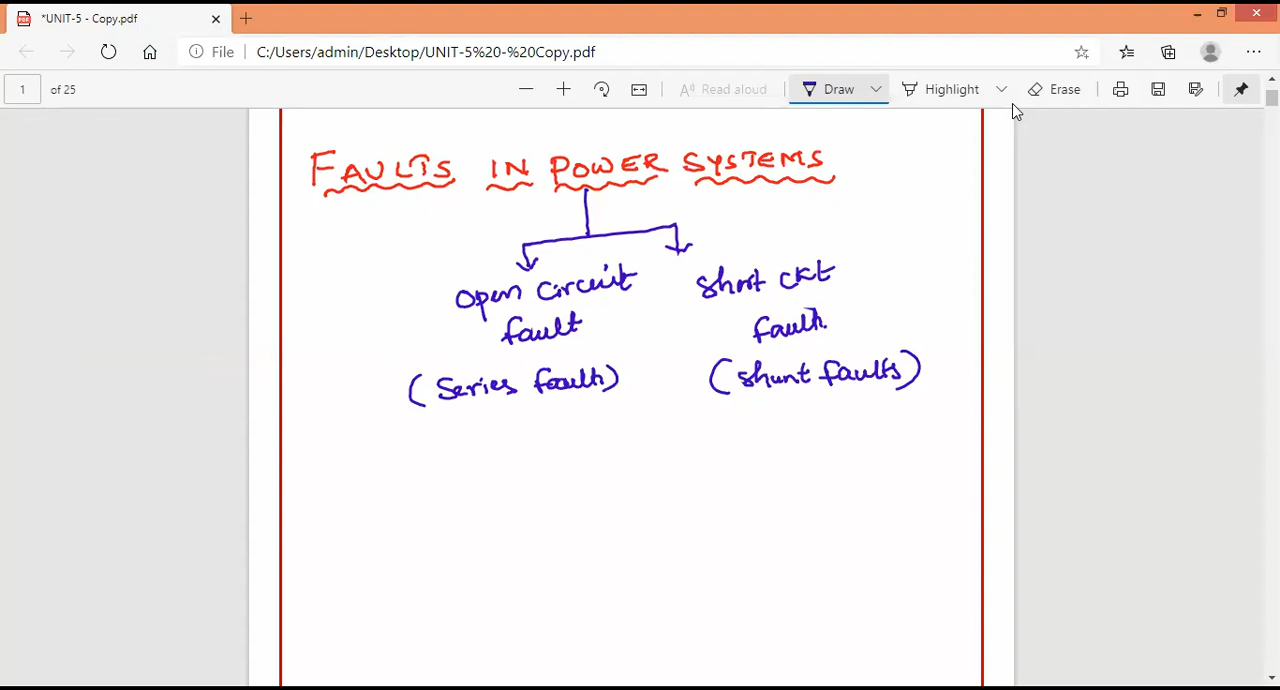 *UNIT-5 - Copy.pdf
File C:/Users/admin/Desktop/UNIT-5%20-%20Copy.pdf
1 of 25 Read aloud Draw Highlight Erase
FAULTS IN POWER SYSTEMS
open circuit short ckt
fault fault.
(Series fault) (shunt faults)